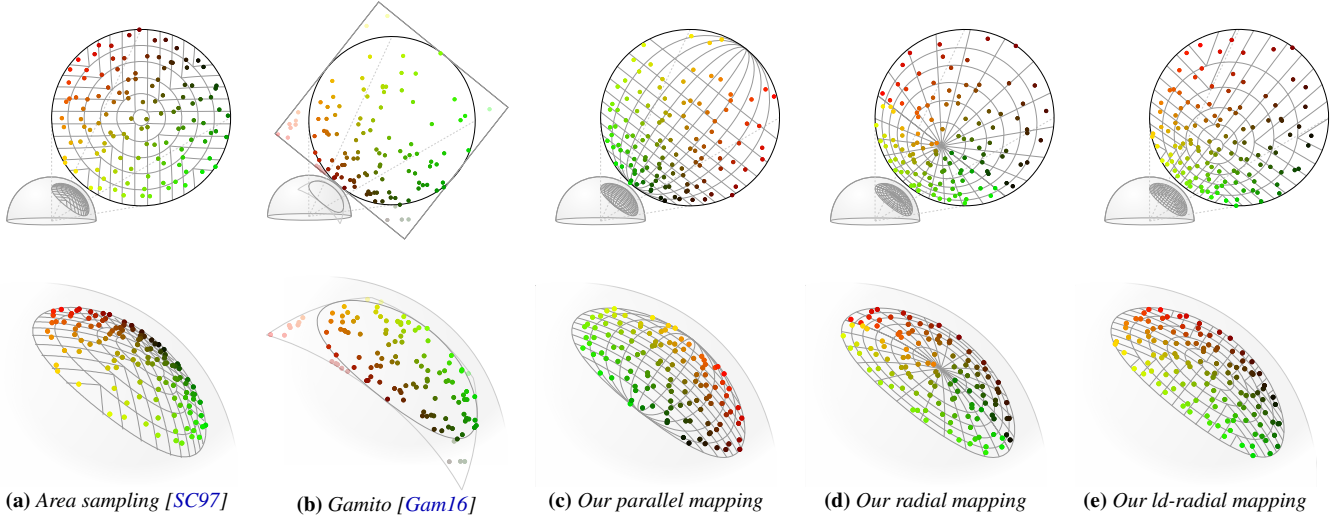 (a) Area sampling [SC97]
(b) Gamito [Gam16]
(c) Our parallel mapping
(d) Our radial mapping
(e) Our ld-radial mapping